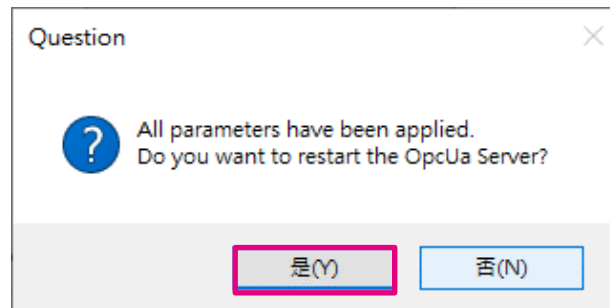 Question
All parameters have been applied.
Do you want to restart the OpcUa Server?
是(Y)
否(N)